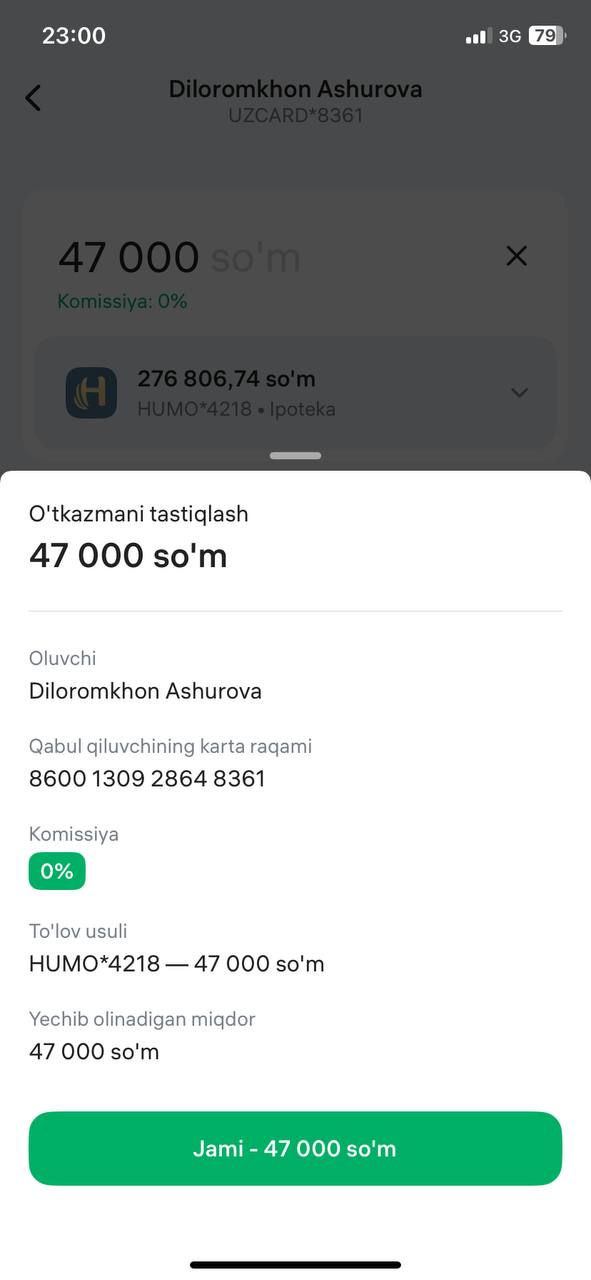 23:00
3G 79
Diloromkhon Ashurova
UZCARD*8361
47 000 so'm
Komissiya: 0%
H
276 806,74 so'm
HUMO*4218 • Ipoteka
O'tkazmani tastiqlash
47 000 so'm
Oluvchi
Diloromkhon Ashurova
Qabul qiluvchining karta raqami
8600 1309 2864 8361
Komissiya
0%
To'lov usuli
HUMO*4218 — 47 000 so'm
Yechib olinadigan miqdor
47 000 so'm
Jami - 47 000 so'm